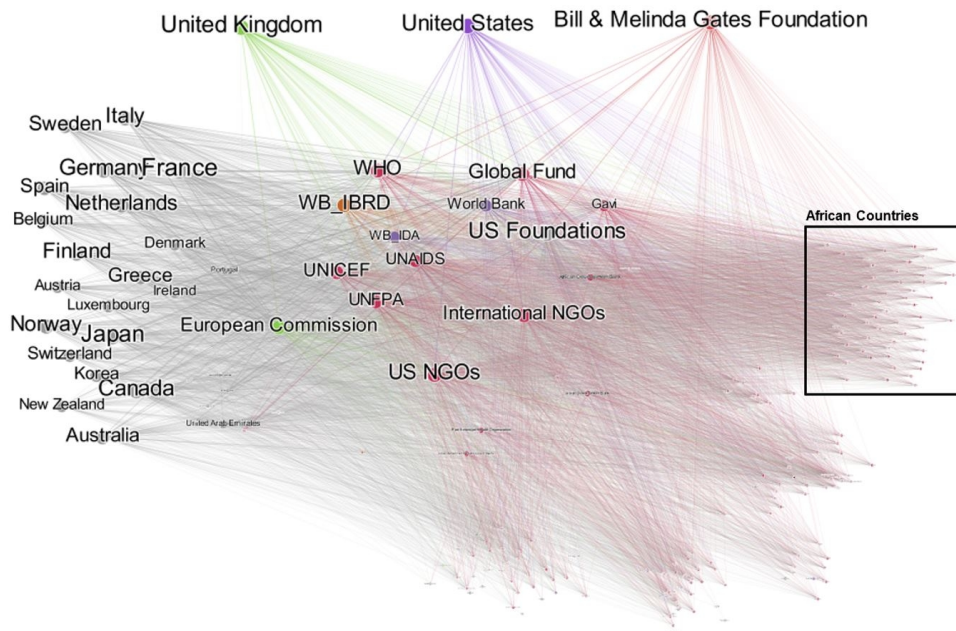 United Kingdom
United States
Bill & Melinda Gates Foundation
Sweden
Italy
Germany
France
WHO
Global Fund
Spain
Netherlands
WB_IBRD
World Bank
Gavi
Belgium
African Countries
US Foundations
WB_IDA
Denmark
Finland
UNAIDS
Portugal
UNICEF
Greece
Austria
Ireland
Luxembourg
UNFPA
International NGOs
Norway
Japan
European Commission
Switzerland
Korea
US NGOs
Canada
New Zealand
United Arab Emirates
Australia